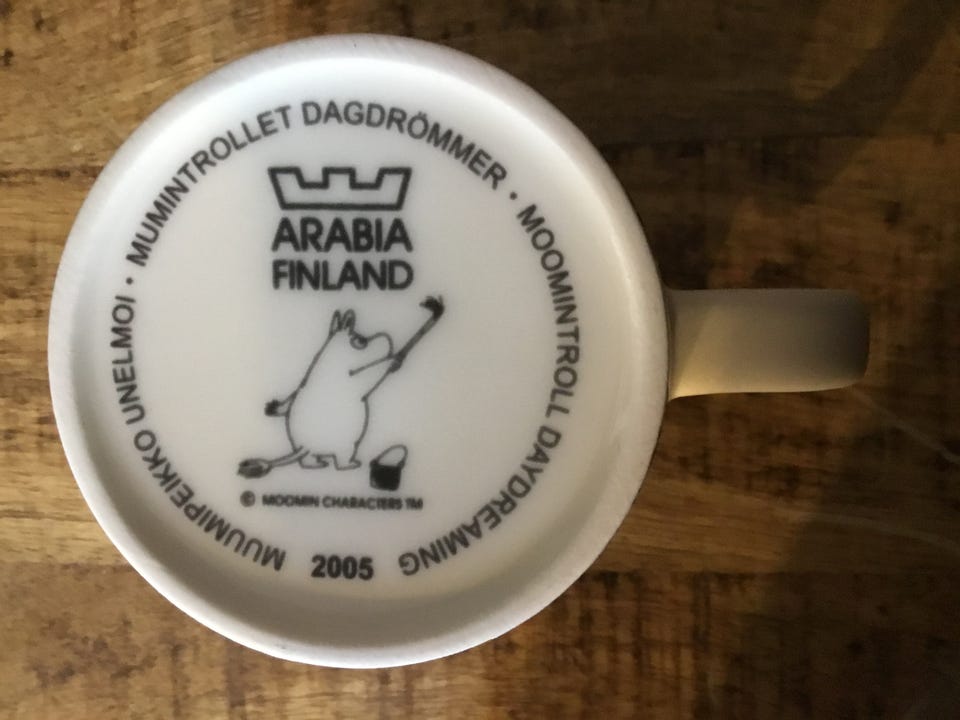 MUUMIPEIKKO UNELMOI · MUMINTROLLET DAGDRÖMMER · MOOMINTROLL DAYDREAMING
ARABIA
FINLAND
© MOOMIN CHARACTERS TM
2005